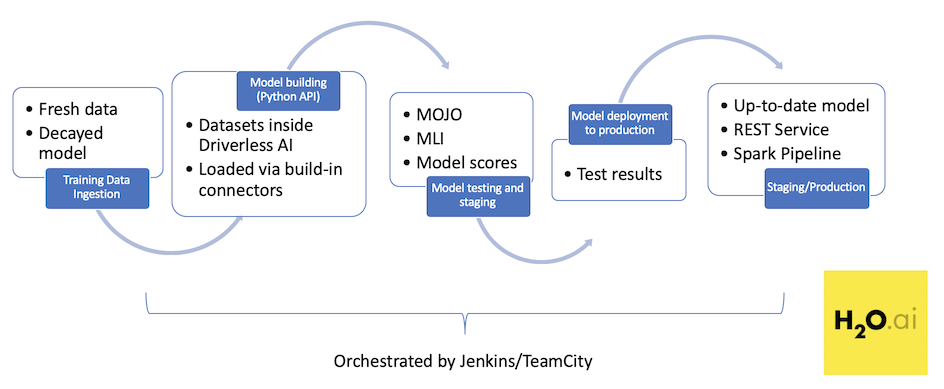 • Fresh data
• Decayed
model
Training Data
Ingestion
Model building
(Python API)
• Datasets inside
Driverless AI
• Loaded via build-in
connectors
• MOJO
• MLI
• Model scores
Model testing and
staging
Model deployment
to production
• Test results
• Up-to-date model
• REST Service
• Spark Pipeline
Staging/Production
Orchestrated by Jenkins/TeamCity
H2O.ai